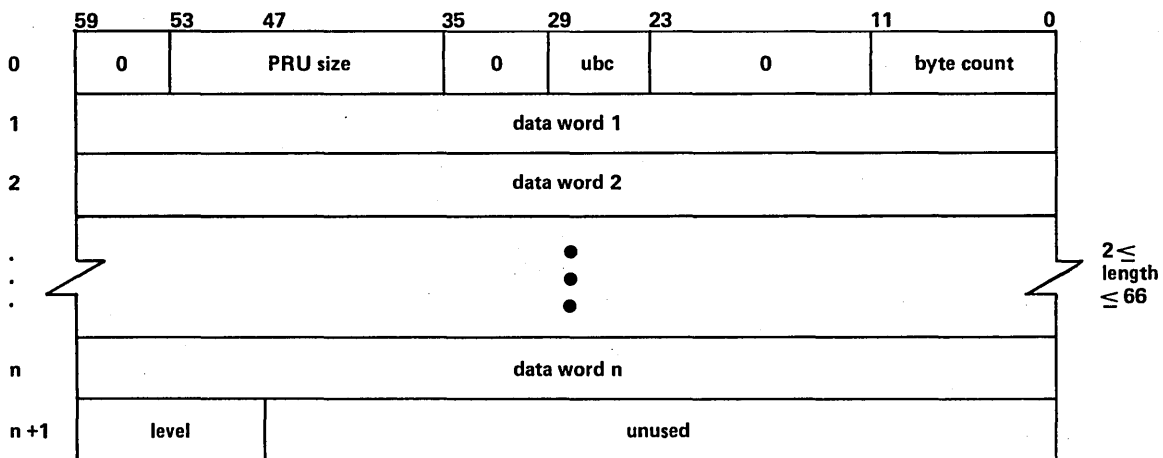 59 53 47 35 29 23 11 0
0 0 PRU size 0 ubc 0 byte count
1 data word 1
2 data word 2
2 ≤
length
≤ 66
n data word n
n +1 level unused